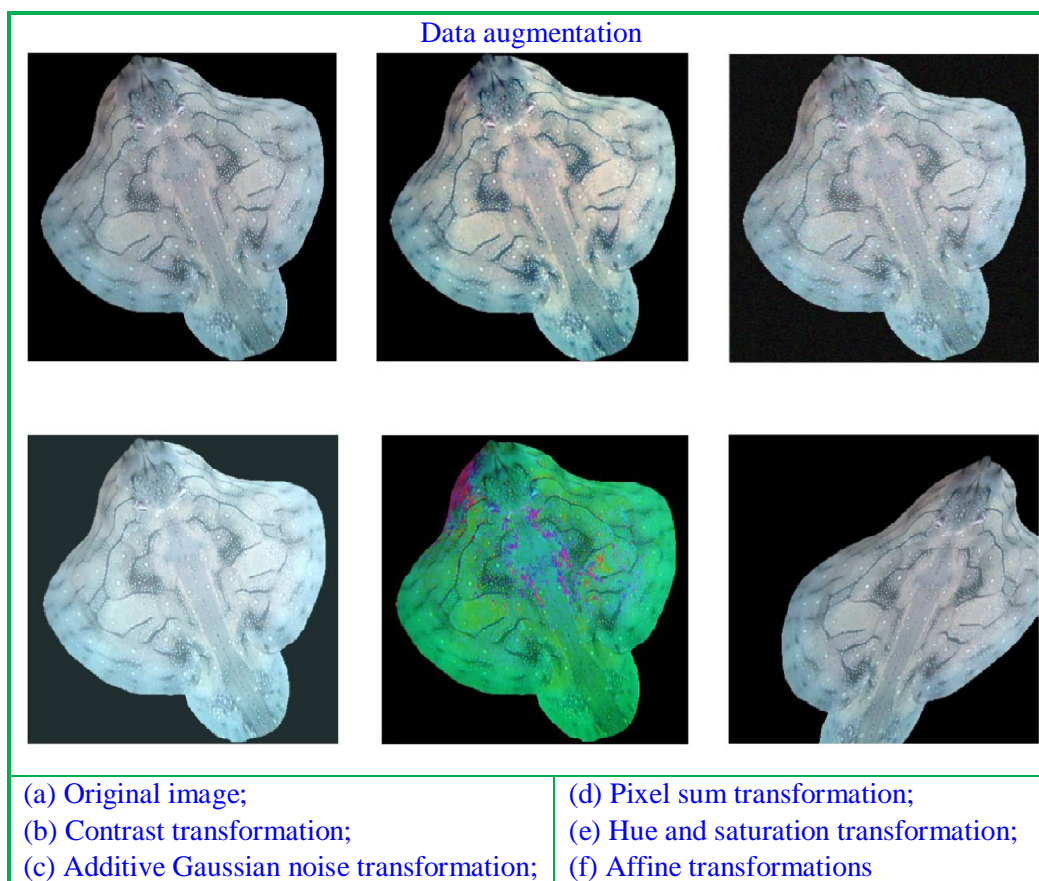 Data augmentation
(a) Original image;
(b) Contrast transformation;
(c) Additive Gaussian noise transformation;
(d) Pixel sum transformation;
(e) Hue and saturation transformation;
(f) Affine transformations